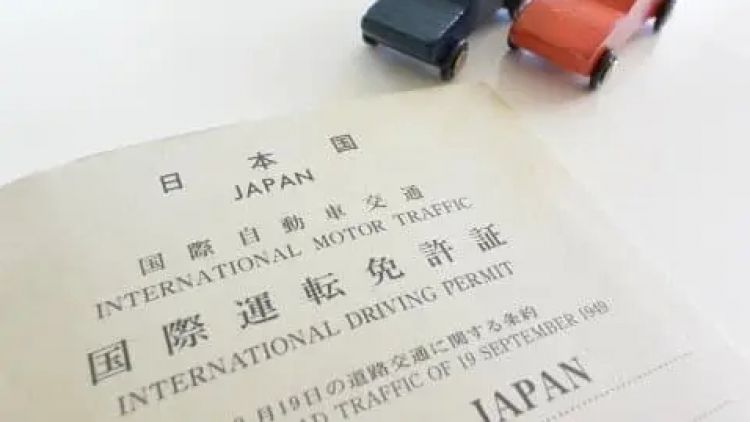 日本国
JAPAN
国際自動車交通
INTERNATIONAL MOTOR TRAFFIC
国際運転免許証
INTERNATIONAL DRIVING PERMIT
月19日の道路交通に関する条約
TRAFFIC OF 19 SEPTEMBER 1949
JAPAN